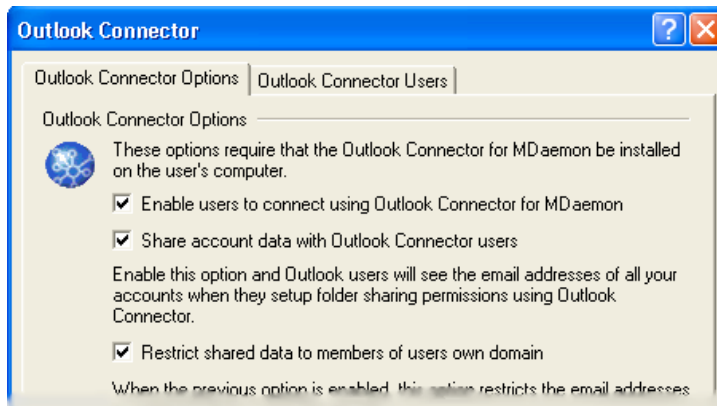 Outlook Connector
Outlook Connector Options
Outlook Connector Users
Outlook Connector Options
These options require that the Outlook Connector for MDaemon be installed
on the user's computer.
Enable users to connect using Outlook Connector for MDaemon
Share account data with Outlook Connector users
Enable this option and Outlook users will see the email addresses of all your
accounts when they setup folder sharing permissions using Outlook
Connector.
Restrict shared data to members of users own domain
When the previous option is enabled, this option restricts the email addresses